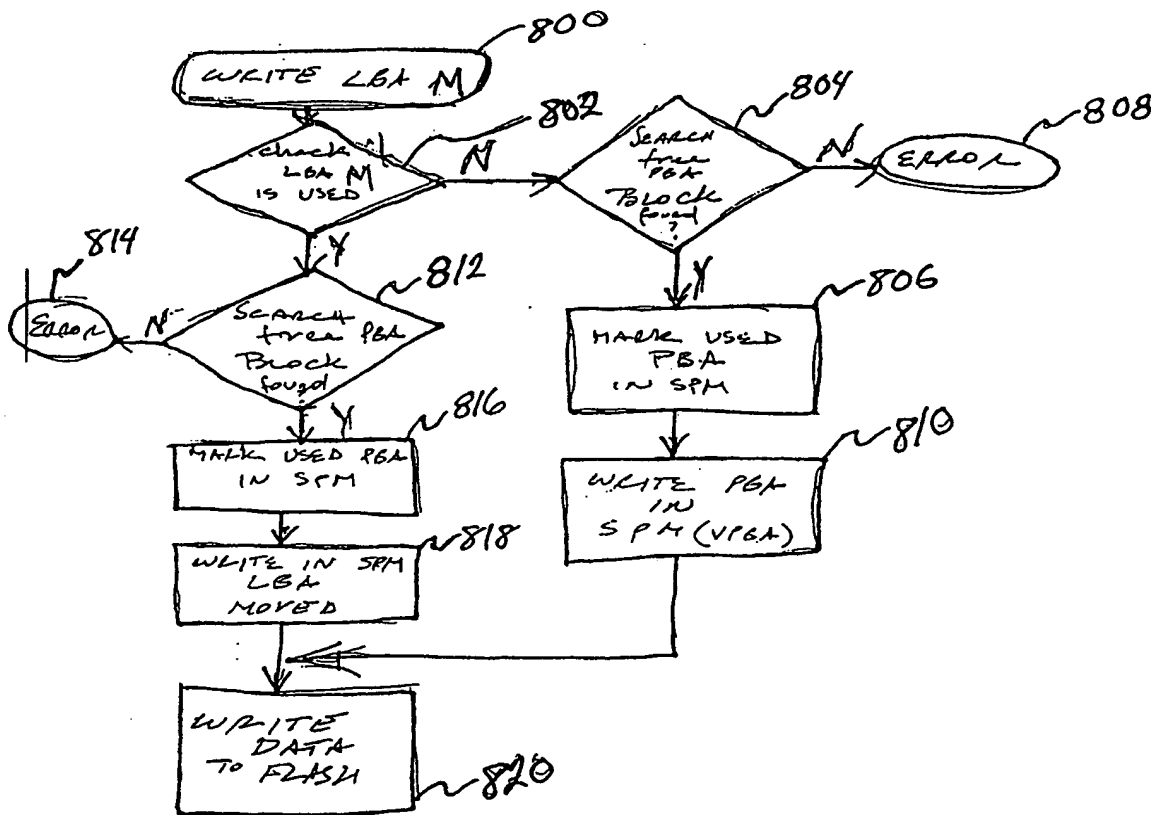 800
WRITE LBA M
802
Check
LBA M
IS USED
N
804
SEARCH
free
PBA
BLOCK
found
?
N
808
ERROR
Y
Y
814
ERROR
N
812
SEARCH
free PBA
BLOCK
found
?
806
MARK USED
PBA
IN SPM
Y
816
MARK USED PBA
IN SPM
810
WRITE PBA
IN
SPM (VPBA)
818
WRITE IN SPM
LBA
MOVED
WRITE
DATA
TO FLASH
820